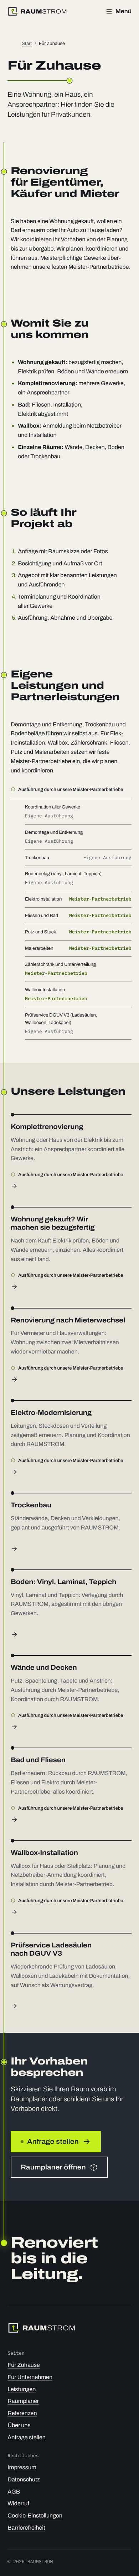 RAUMSTROM
Menü
Start / Für Zuhause
Für Zuhause
Eine Wohnung, ein Haus, ein
Ansprechpartner: Hier finden Sie die
Leistungen für Privatkunden.
Renovierung
für Eigentümer,
Käufer und Mieter
Sie haben eine Wohnung gekauft, wollen ein
Bad erneuern oder Ihr Auto zu Hause laden?
Wir koordinieren Ihr Vorhaben von der Planung
bis zur Übergabe. Wir planen, koordinieren und
führen aus. Meisterpflichtige Gewerke über-
nehmen unsere festen Meister-Partnerbetriebe.
Womit Sie zu
uns kommen
• Wohnung gekauft: bezugsfertig machen,
Elektrik prüfen, Böden und Wände erneuern
• Komplettrenovierung: mehrere Gewerke,
ein Ansprechpartner
• Bad: Fliesen, Installation,
Elektrik abgestimmt
• Wallbox: Anmeldung beim Netzbetreiber
und Installation
• Einzelne Räume: Wände, Decken, Boden
oder Trockenbau
So läuft Ihr
Projekt ab
1. Anfrage mit Raumskizze oder Fotos
2. Besichtigung und Aufmaß vor Ort
3. Angebot mit klar benannten Leistungen
und Ausführenden
4. Terminplanung und Koordination
aller Gewerke
5. Ausführung, Abnahme und Übergabe
Eigene
Leistungen und
Partnerleistungen
Demontage und Entkernung, Trockenbau und
Bodenbeläge führen wir selbst aus. Für Elek-
troinstallation, Wallbox, Zählerschrank, Fliesen,
Putz und Malerarbeiten setzen wir feste
Meister-Partnerbetriebe ein, die wir planen
und koordinieren.
Ausführung durch unsere Meister-Partnerbetriebe
Koordination aller Gewerke
Eigene Ausführung
Demontage und Entkernung
Eigene Ausführung
Trockenbau Eigene Ausführung
Bodenbelag (Vinyl, Laminat, Teppich)
Eigene Ausführung
Elektroinstallation Meister-Partnerbetrieb
Fliesen und Bad Meister-Partnerbetrieb
Putz und Stuck Meister-Partnerbetrieb
Malerarbeiten Meister-Partnerbetrieb
Zählerschrank und Unterverteilung
Meister-Partnerbetrieb
Wallbox-Installation
Meister-Partnerbetrieb
Prüfservice DGUV V3 (Ladesäulen,
Wallboxen, Ladekabel)
Eigene Ausführung
Unsere Leistungen
Komplettrenovierung
Wohnung oder Haus von der Elektrik bis zum
Anstrich: ein Ansprechpartner koordiniert alle
Gewerke.
Ausführung durch unsere Meister-Partnerbetriebe
→
Wohnung gekauft? Wir
machen sie bezugsfertig
Nach dem Kauf: Elektrik prüfen, Böden und
Wände erneuern, einziehen. Alles koordiniert
aus einer Hand.
Ausführung durch unsere Meister-Partnerbetriebe
→
Renovierung nach Mieterwechsel
Für Vermieter und Hausverwaltungen:
Wohnung zwischen zwei Mietverhältnissen
wieder vermietbar machen.
Ausführung durch unsere Meister-Partnerbetriebe
→
Elektro-Modernisierung
Leitungen, Steckdosen und Verteilung
zeitgemäß erneuern. Planung und Koordination
durch RAUMSTROM.
Ausführung durch unsere Meister-Partnerbetriebe
→
Trockenbau
Ständerwände, Decken und Verkleidungen,
geplant und ausgeführt von RAUMSTROM.
→
Boden: Vinyl, Laminat, Teppich
Vinyl, Laminat und Teppich: Verlegung durch
RAUMSTROM, abgestimmt mit den übrigen
Gewerken.
→
Wände und Decken
Putz, Spachtelung, Tapete und Anstrich:
Ausführung durch Meister-Partnerbetriebe,
Koordination durch RAUMSTROM.
Ausführung durch unsere Meister-Partnerbetriebe
→
Bad und Fliesen
Bad erneuern: Rückbau durch RAUMSTROM,
Fliesen und Elektro durch Meister-
Partnerbetriebe, alles koordiniert.
Ausführung durch unsere Meister-Partnerbetriebe
→
Wallbox-Installation
Wallbox für Haus oder Stellplatz: Planung und
Netzbetreiber-Anmeldung koordiniert,
Installation durch Meister-Partnerbetrieb.
Ausführung durch unsere Meister-Partnerbetriebe
→
Prüfservice Ladesäulen
nach DGUV V3
Wiederkehrende Prüfung von Ladesäulen,
Wallboxen und Ladekabeln mit Dokumentation,
auf Wunsch als Wartungsvertrag.
→
Ihr Vorhaben
besprechen
Skizzieren Sie Ihren Raum vorab im
Raumplaner oder schildern Sie uns Ihr
Vorhaben direkt.
Anfrage stellen →
Raumplaner öffnen
Renoviert
bis in die
Leitung.
RAUMSTROM
Seiten
Für Zuhause
Für Unternehmen
Leistungen
Raumplaner
Referenzen
Über uns
Anfrage stellen
Rechtliches
Impressum
Datenschutz
AGB
Widerruf
Cookie-Einstellungen
Barrierefreiheit
© 2026 RAUMSTROM